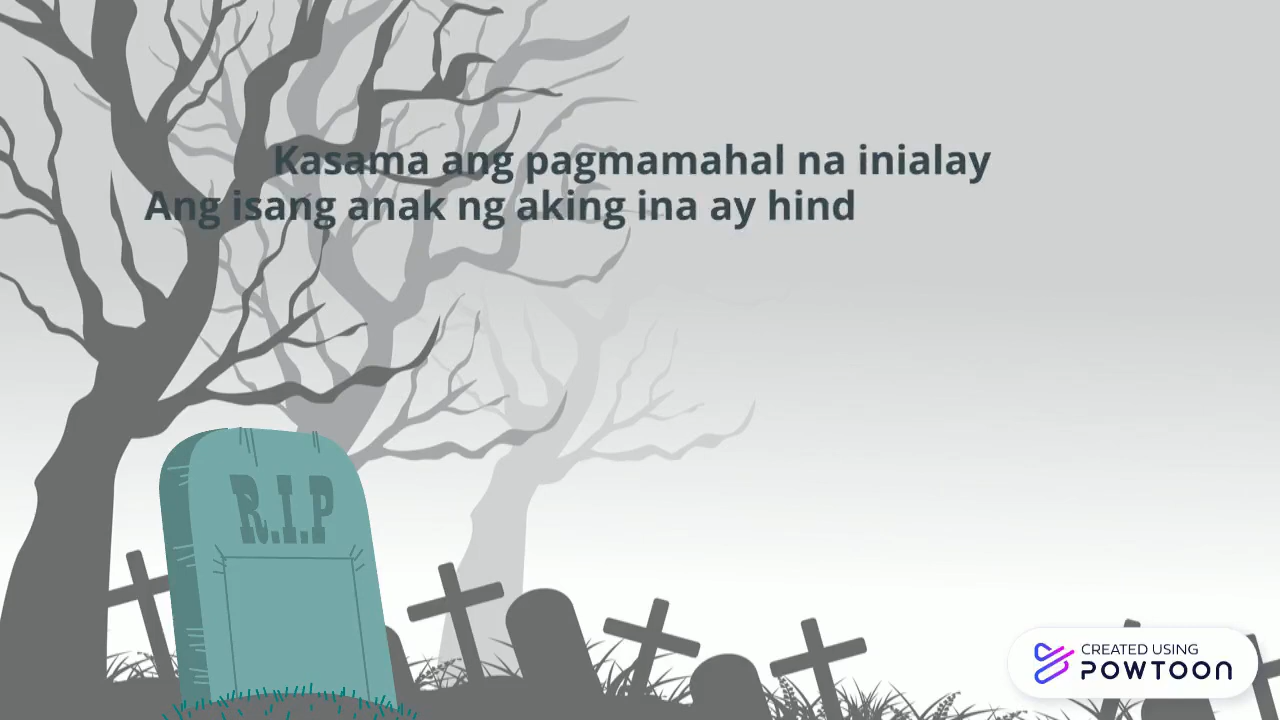 Kasama ang pagmamahal na inialay
Ang isang anak ng aking ina ay hind
R.I.P
CREATED USING
POWTOON